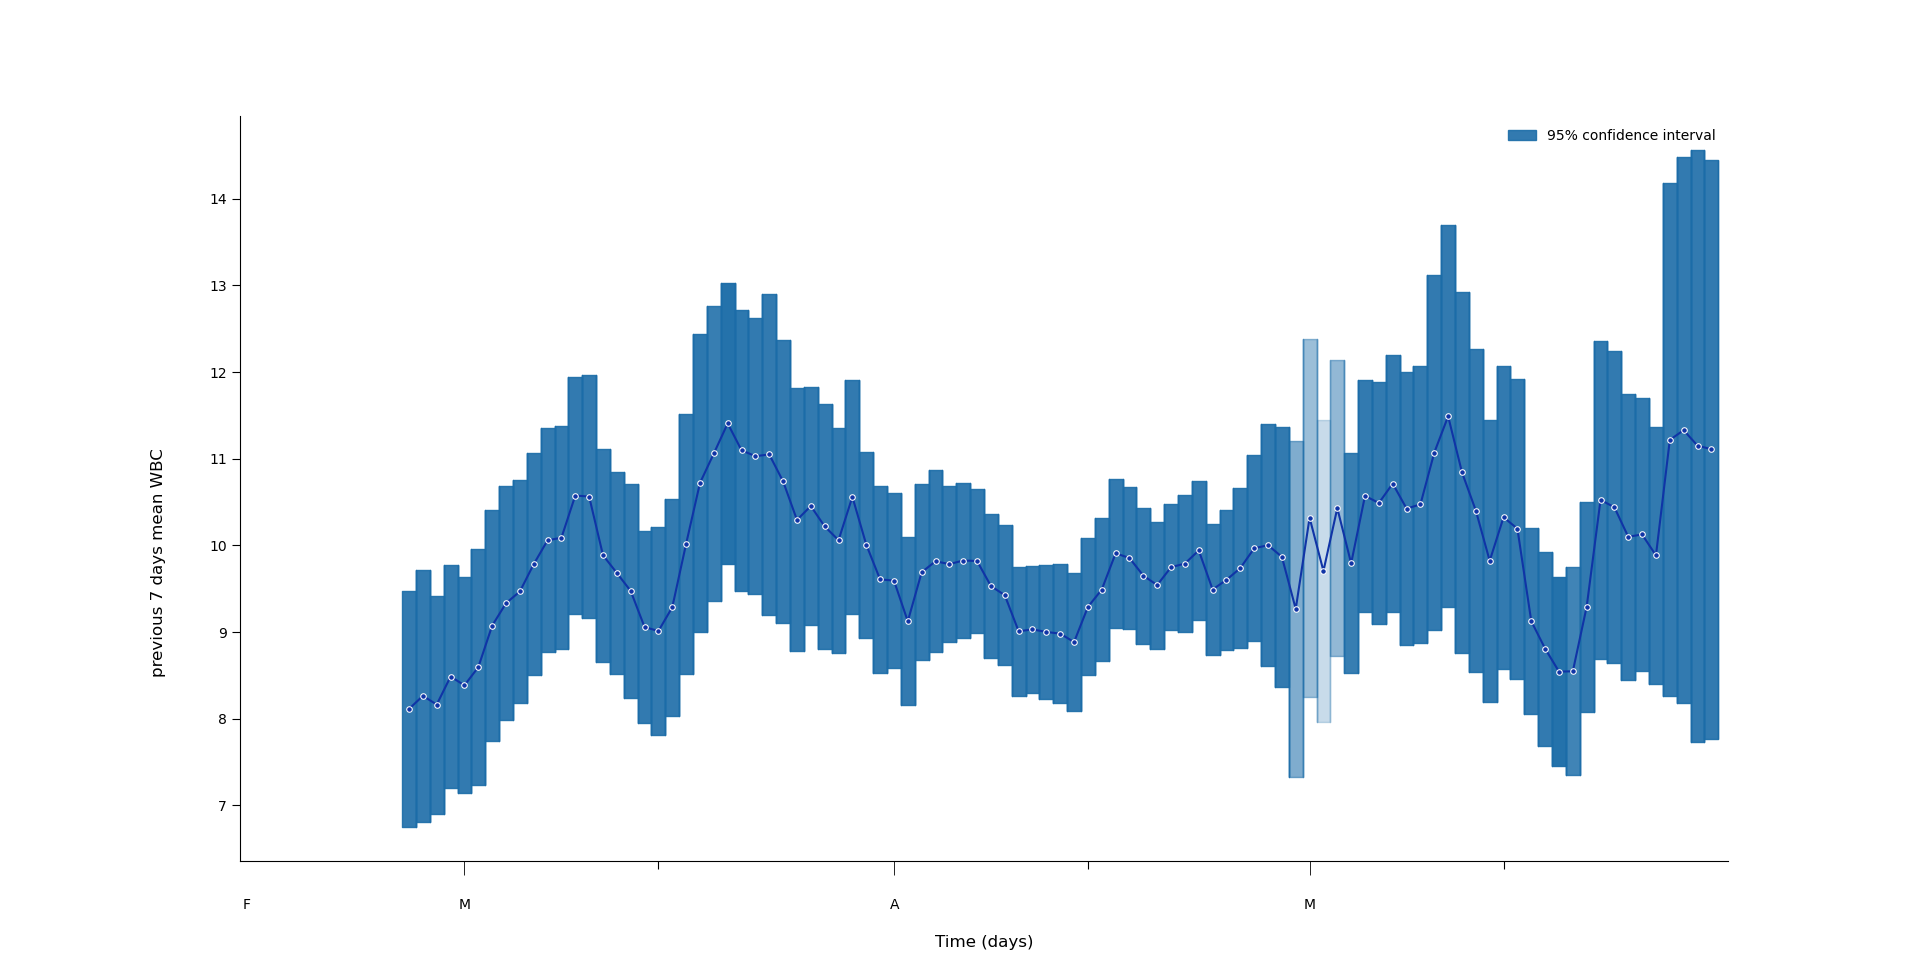 95% confidence interval
14
13
12
11
10
9
8
7
previous 7 days mean WBC
F M A M
Time (days)